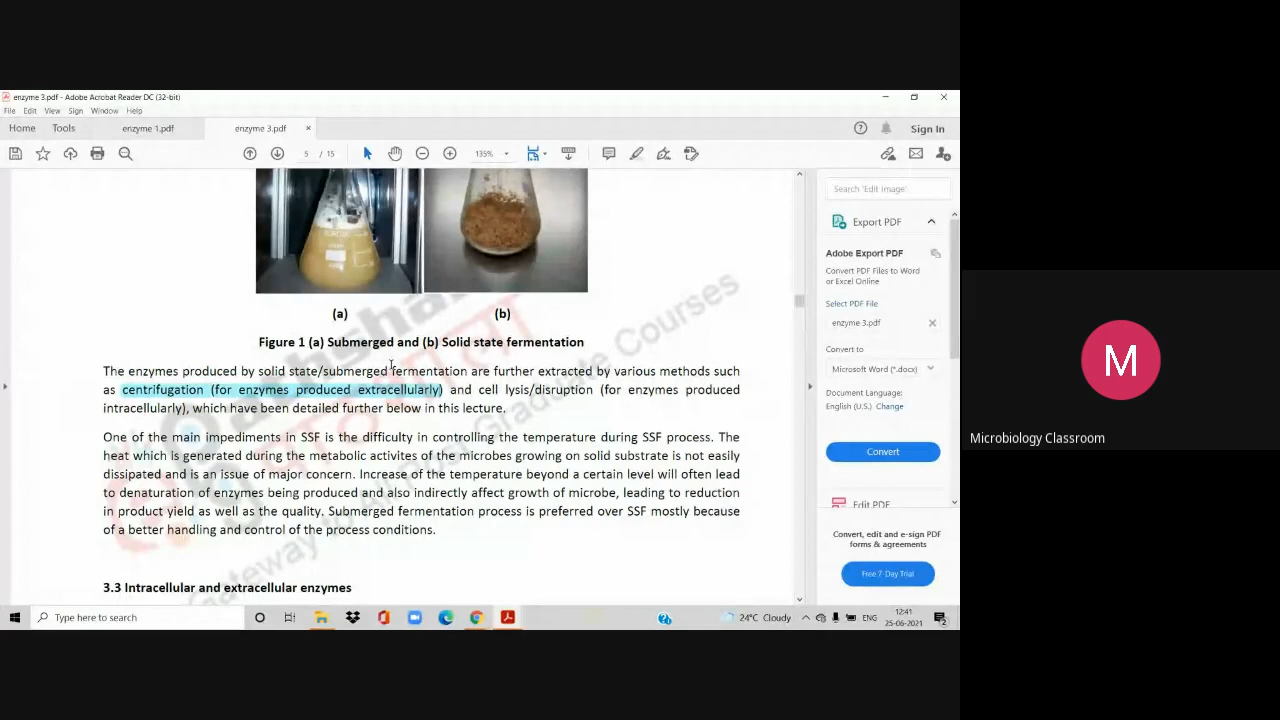 enzyme 3.pdf - Adobe Acrobat Reader DC (32-bit)
File Edit View Sign Window Help
Home Tools enzyme 1.pdf enzyme 3.pdf × Sign In
5 / 15 135%
Search 'Edit Image'
Export PDF
Adobe Export PDF
Convert PDF Files to Word
or Excel Online
Select PDF File
enzyme 3.pdf
Convert to
Microsoft Word (*.docx)
Document Language:
English (U.S.) Change
Convert
Edit PDF
Convert, edit and e-sign PDF
forms & agreements
Free 7-Day Trial
(a) (b)
Figure 1 (a) Submerged and (b) Solid state fermentation
The enzymes produced by solid state/submerged fermentation are further extracted by various methods such
as centrifugation (for enzymes produced extracellularly) and cell lysis/disruption (for enzymes produced
intracellularly), which have been detailed further below in this lecture.
One of the main impediments in SSF is the difficulty in controlling the temperature during SSF process. The
heat which is generated during the metabolic activites of the microbes growing on solid substrate is not easily
dissipated and is an issue of major concern. Increase of the temperature beyond a certain level will often lead
to denaturation of enzymes being produced and also indirectly affect growth of microbe, leading to reduction
in product yield as well as the quality. Submerged fermentation process is preferred over SSF mostly because
of a better handling and control of the process conditions.
3.3 Intracellular and extracellular enzymes
Gateway to All Post Graduate Courses
Type here to search
24°C Cloudy ENG 12:41
25-06-2021
M
Microbiology Classroom